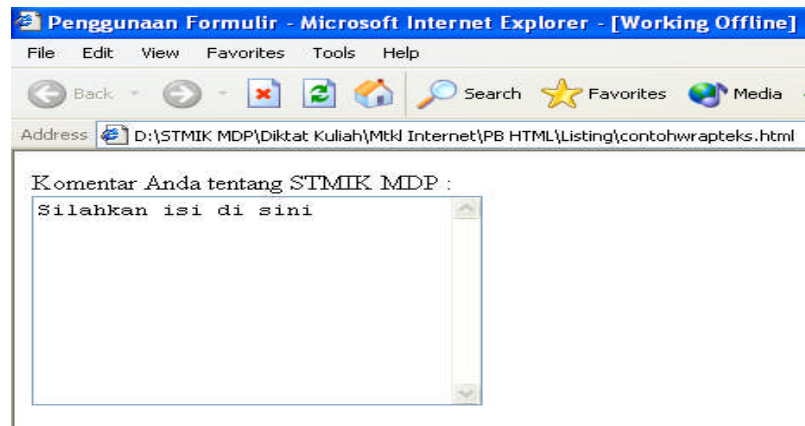 Penggunaan Formulir - Microsoft Internet Explorer - [Working Offline]
File Edit View Favorites Tools Help
Back Search Favorites Media
Address D:\STMIK MDP\Diktat Kuliah\Mtkl Internet\PB HTML\Listing\contohwrapteks.html
Komentar Anda tentang STMIK MDP :
Silahkan isi di sini